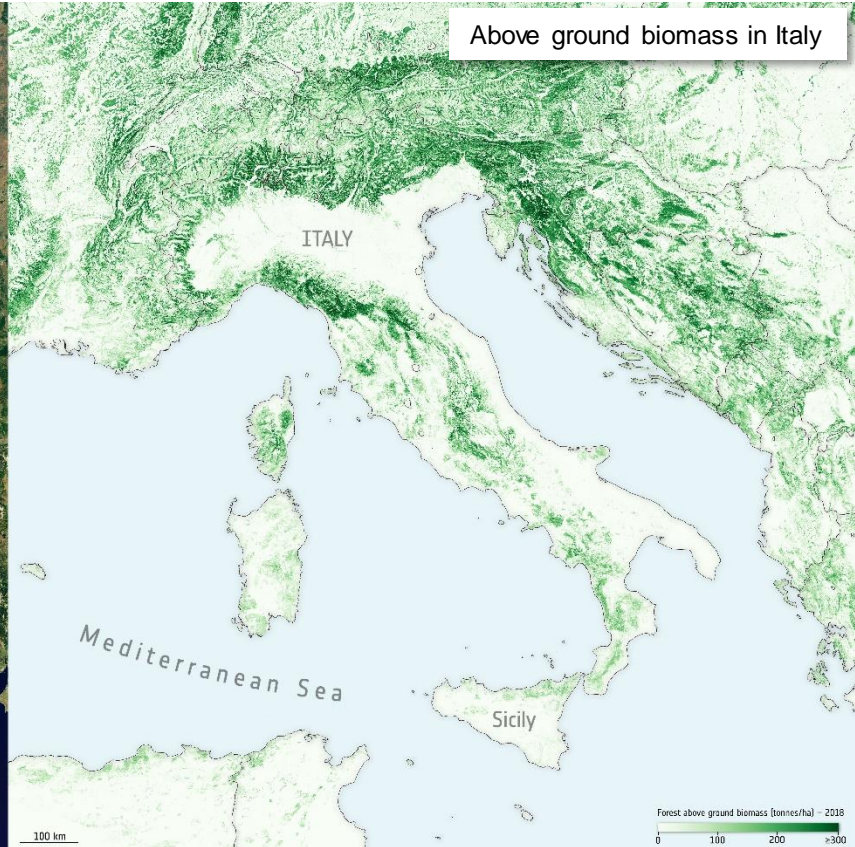 Above ground biomass in Italy
ITALY
Mediterranean Sea
Sicily
Forest above ground biomass (tonnes/ha) – 2018
0 100 200 ≥300
100 km